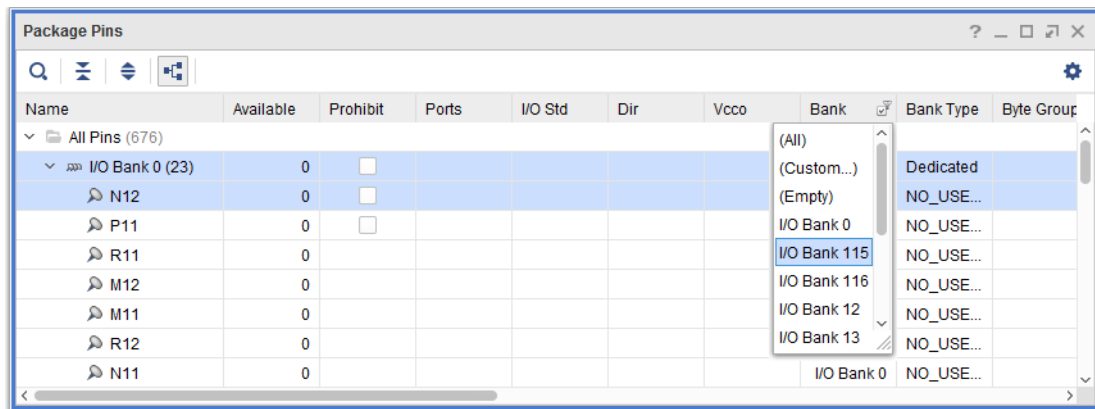 Package Pins
Name Available Prohibit Ports I/O Std Dir Vcco Bank Bank Type Byte Group
All Pins (676)
(All)
I/O Bank 0 (23) 0 (Custom...) Dedicated
N12 0 (Empty) NO_USE...
P11 0 I/O Bank 0 NO_USE...
R11 0 I/O Bank 115 NO_USE...
M12 0 I/O Bank 116 NO_USE...
M11 0 I/O Bank 12 NO_USE...
R12 0 I/O Bank 13 NO_USE...
N11 0 I/O Bank 0 NO_USE...